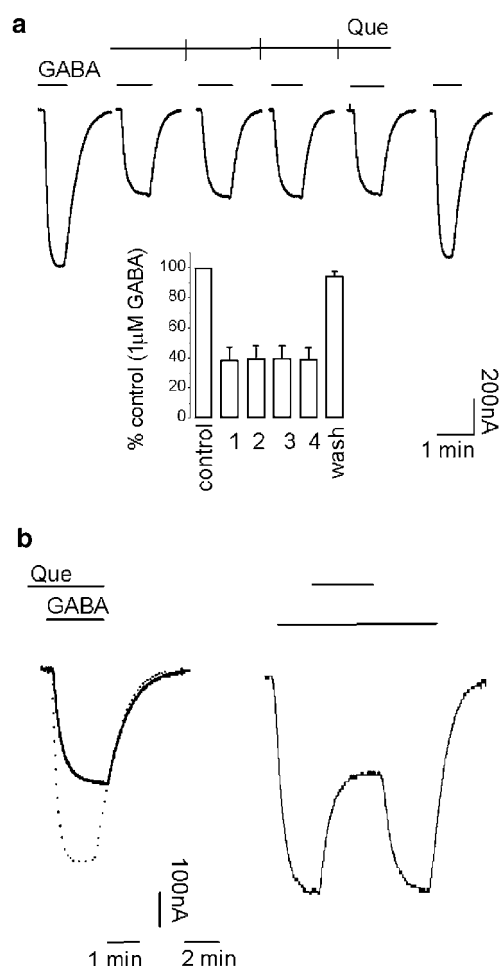 a
Que
GABA
% control (1μM GABA)
100
80
60
40
20
0
control
1
2
3
4
wash
200nA
1 min
b
Que
GABA
100nA
1 min
2 min